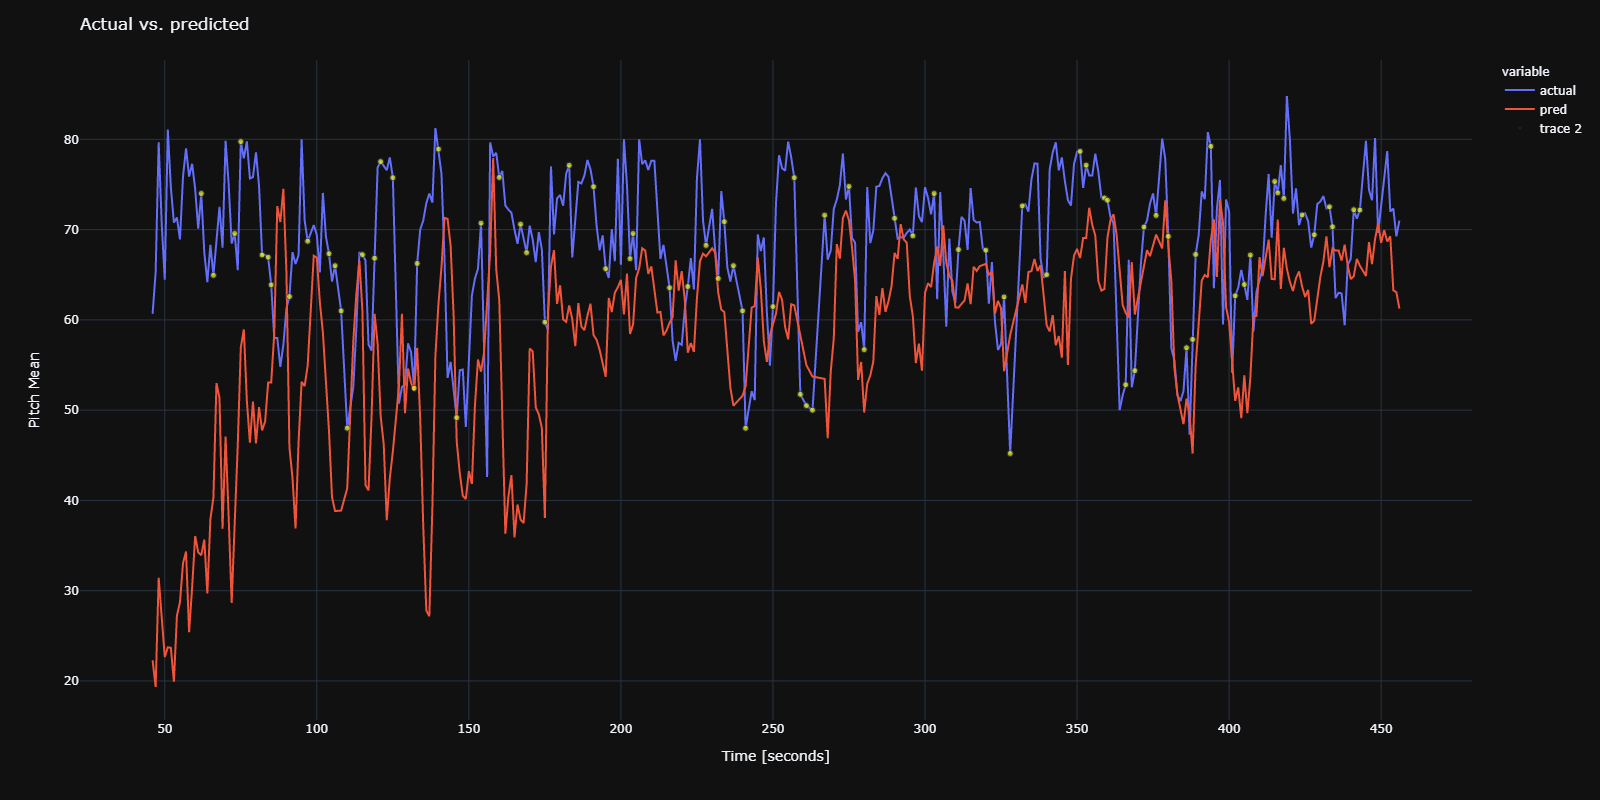 Actual vs. predicted
variable
actual
pred
trace 2
80
70
60
50
40
30
20
Pitch Mean
50 100 150 200 250 300 350 400 450
Time [seconds]